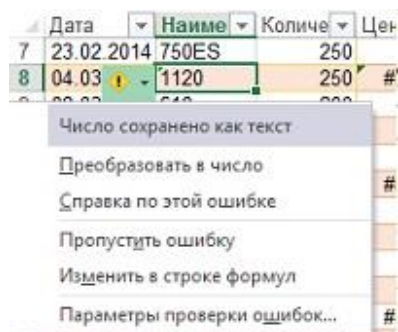 Дата Наиме Количе Цен
7 23.02.2014 750ES 250
8 04.03 1120 250 #
Число сохранено как текст
Преобразовать в число
Справка по этой ошибке
#
Пропустить ошибку
Изменить в строке формул
Параметры проверки ошибок... #